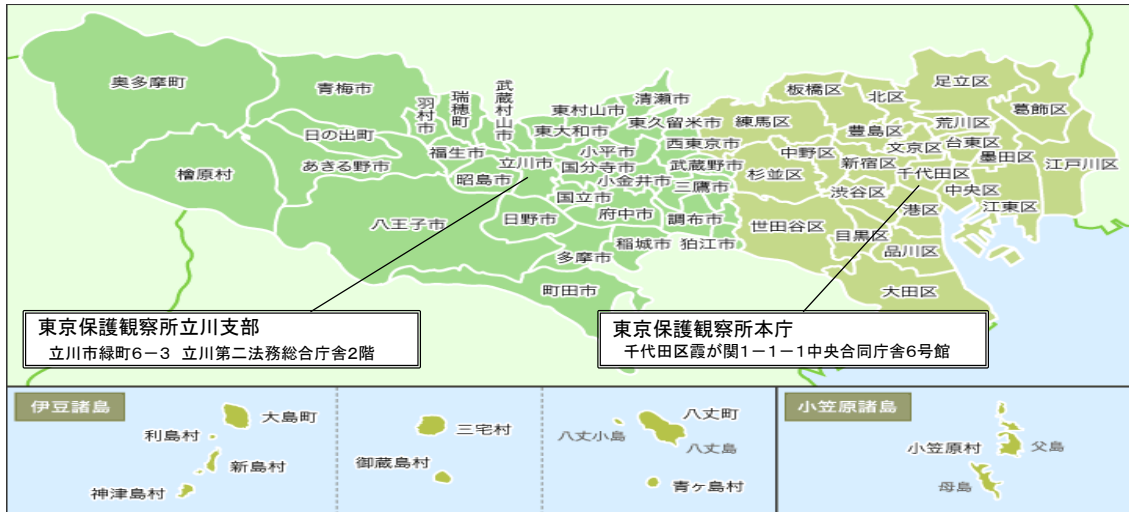 奥多摩町
青梅市
羽村市
瑞穂町
武蔵村山市
東村山市
清瀬市
板橋区
北区
足立区
葛飾区
日の出町
東大和市
東久留米市
練馬区
豊島区
荒川区
あきる野市
福生市
立川市
小平市
西東京市
中野区
文京区
台東区
墨田区
江戸川区
檜原村
昭島市
国分寺市
武蔵野市
杉並区
新宿区
千代田区
小金井市
三鷹市
渋谷区
中央区
国立市
八王子市
日野市
府中市
調布市
世田谷区
港区
江東区
目黒区
稲城市
狛江市
品川区
多摩市
町田市
大田区
東京保護観察所立川支部
立川市緑町6-3 立川第二法務総合庁舎2階
東京保護観察所本庁
千代田区霞が関1-1-1中央合同庁舎6号館
伊豆諸島
大島町
利島村
新島村
神津島村
三宅村
御蔵島村
八丈町
八丈小島
八丈島
青ヶ島村
小笠原諸島
小笠原村
父島
母島